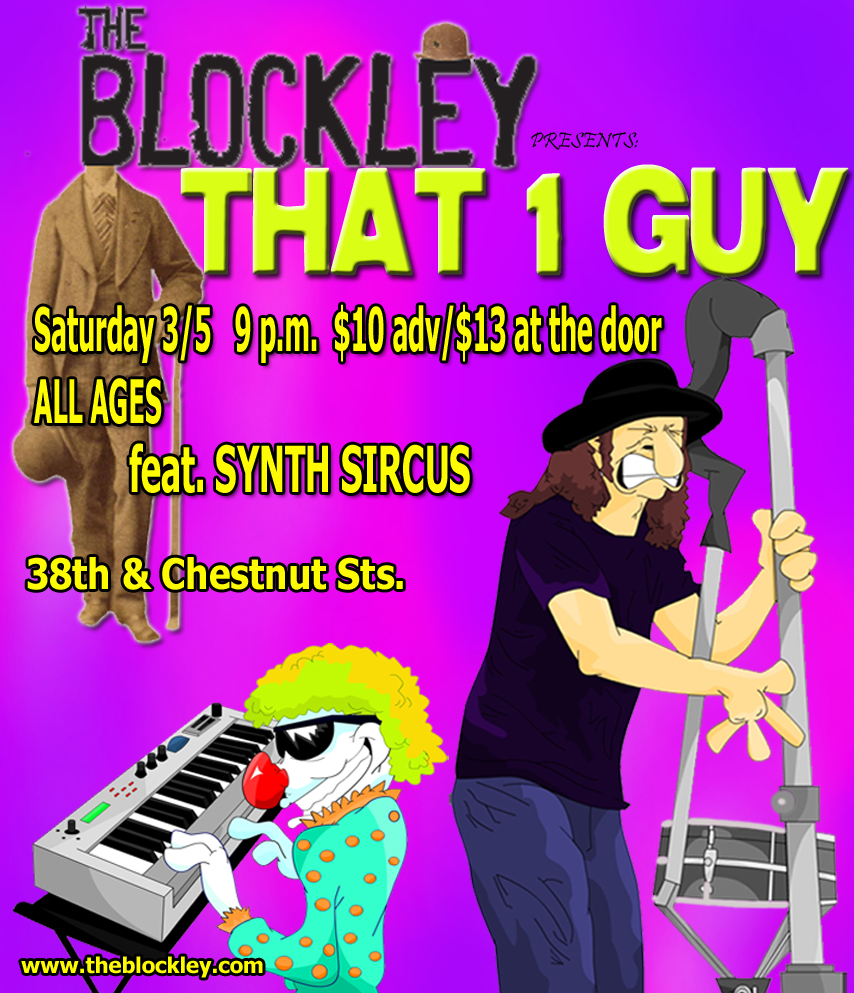 THE
BLOCKLEY
PRESENTS:
THAT 1 GUY
Saturday 3/5 9 p.m. $10 adv/$13 at the door
ALL AGES
feat. SYNTH SIRCUS
38th & Chestnut Sts.
www.theblockley.com